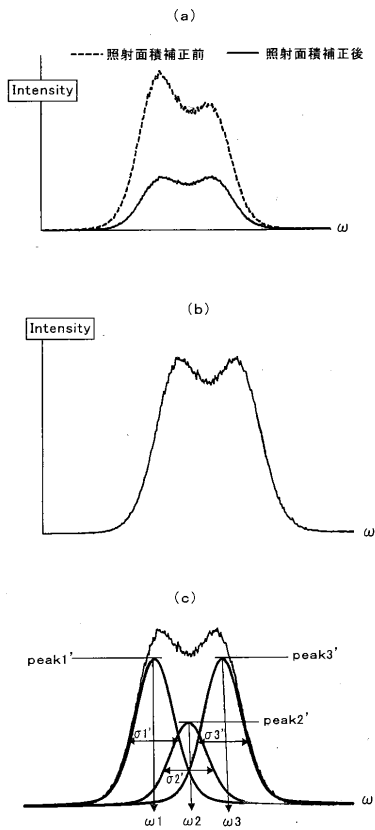 (a)
照射面積補正前 照射面積補正後
Intensity
ω
(b)
Intensity
ω
(c)
peak1'
peak3'
peak2'
σ1' σ3'
σ2'
ω
ω1 ω2 ω3